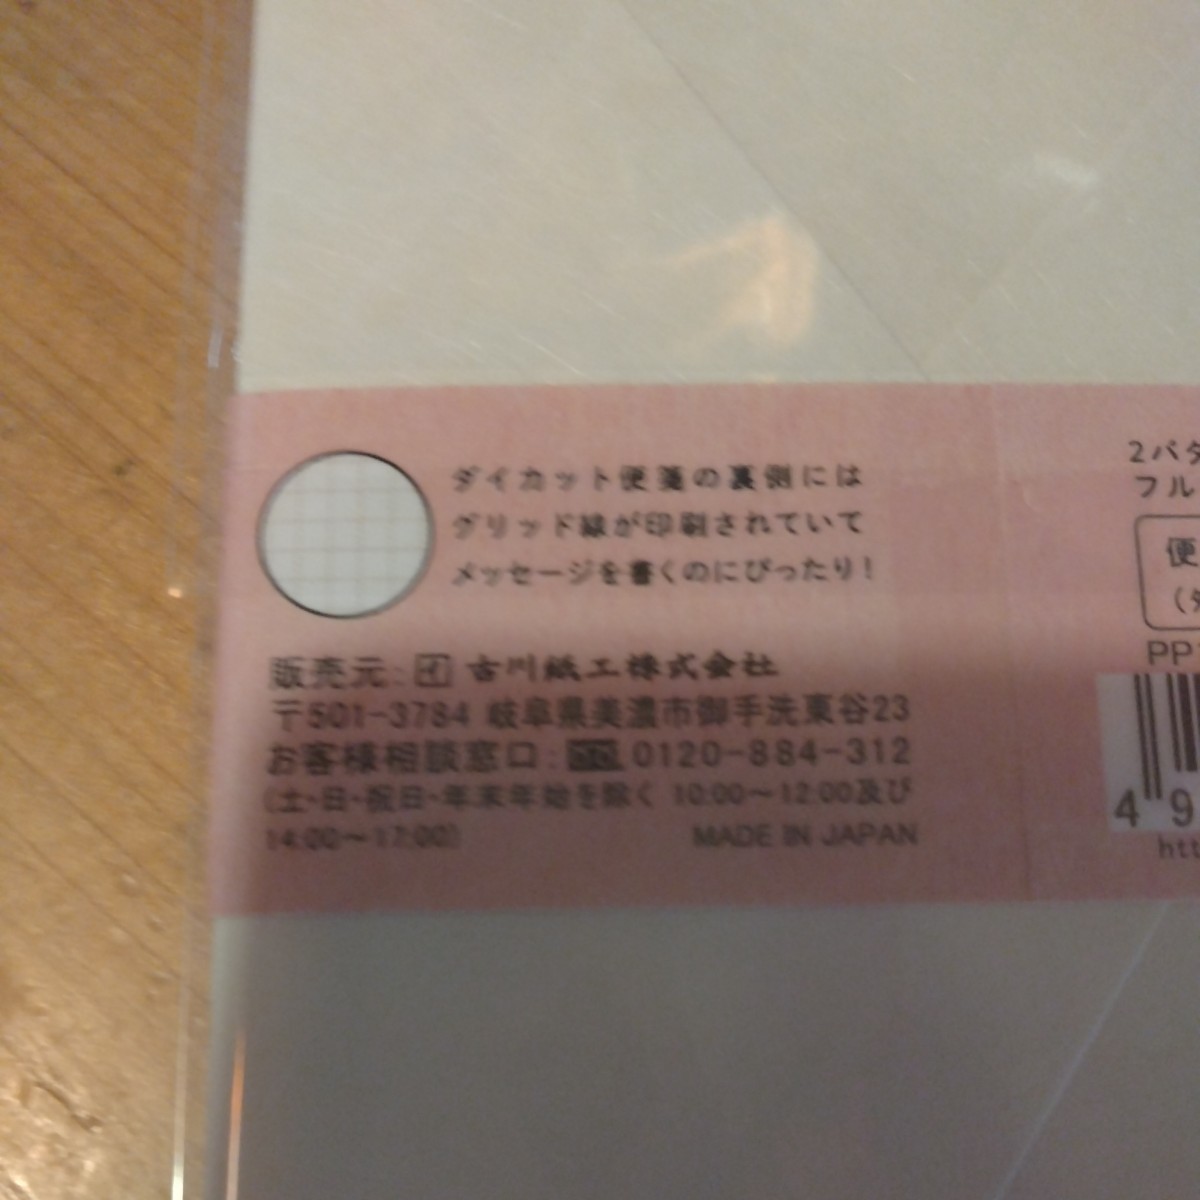 ダイカット便箋の裏側には
グリッド線が印刷されていて
メッセージを書くのにぴったり!
販売元: 古川紙工株式会社
〒501-3784 岐阜県美濃市御手洗東谷23
お客様相談窓口: 0120-884-312
(土・日・祝日・年末年始を除く 10:00～12:00及び
14:00～17:00)
MADE IN JAPAN
2パタ
フル
便
(ダ
PP
4 9
htt